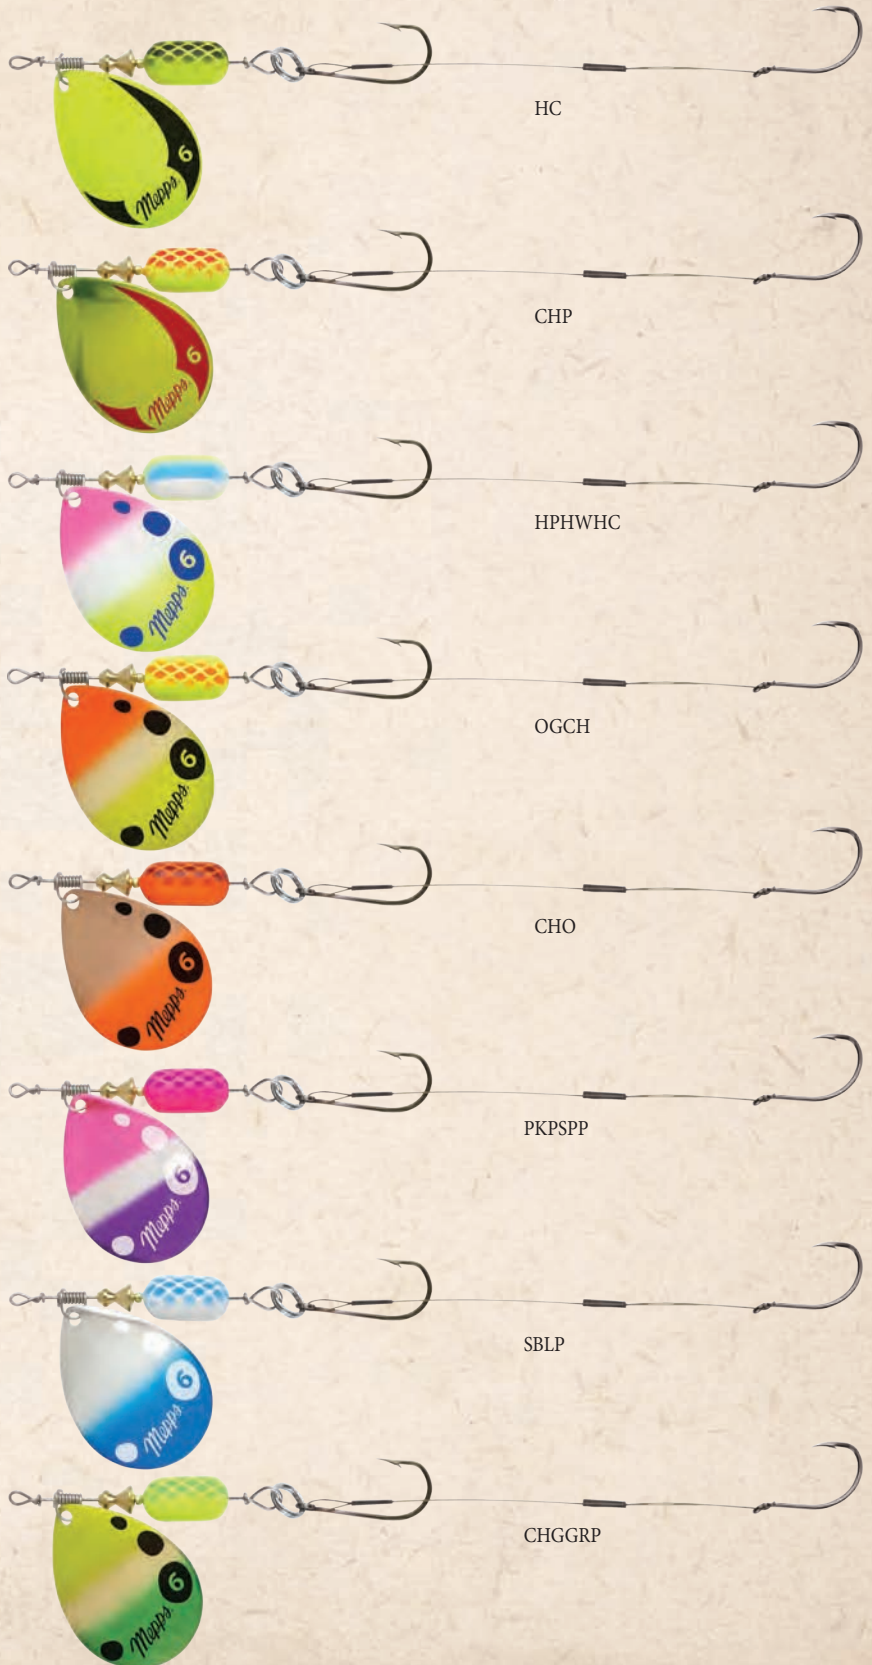 HC
6
Mepps.
CHP
6
Mepps.
HPHWHC
6
Mepps.
OGCH
6
Mepps.
CHO
6
Mepps.
PKPSPP
6
Mepps.
SBLP
6
Mepps.
CHGGRP
6
Mepps.